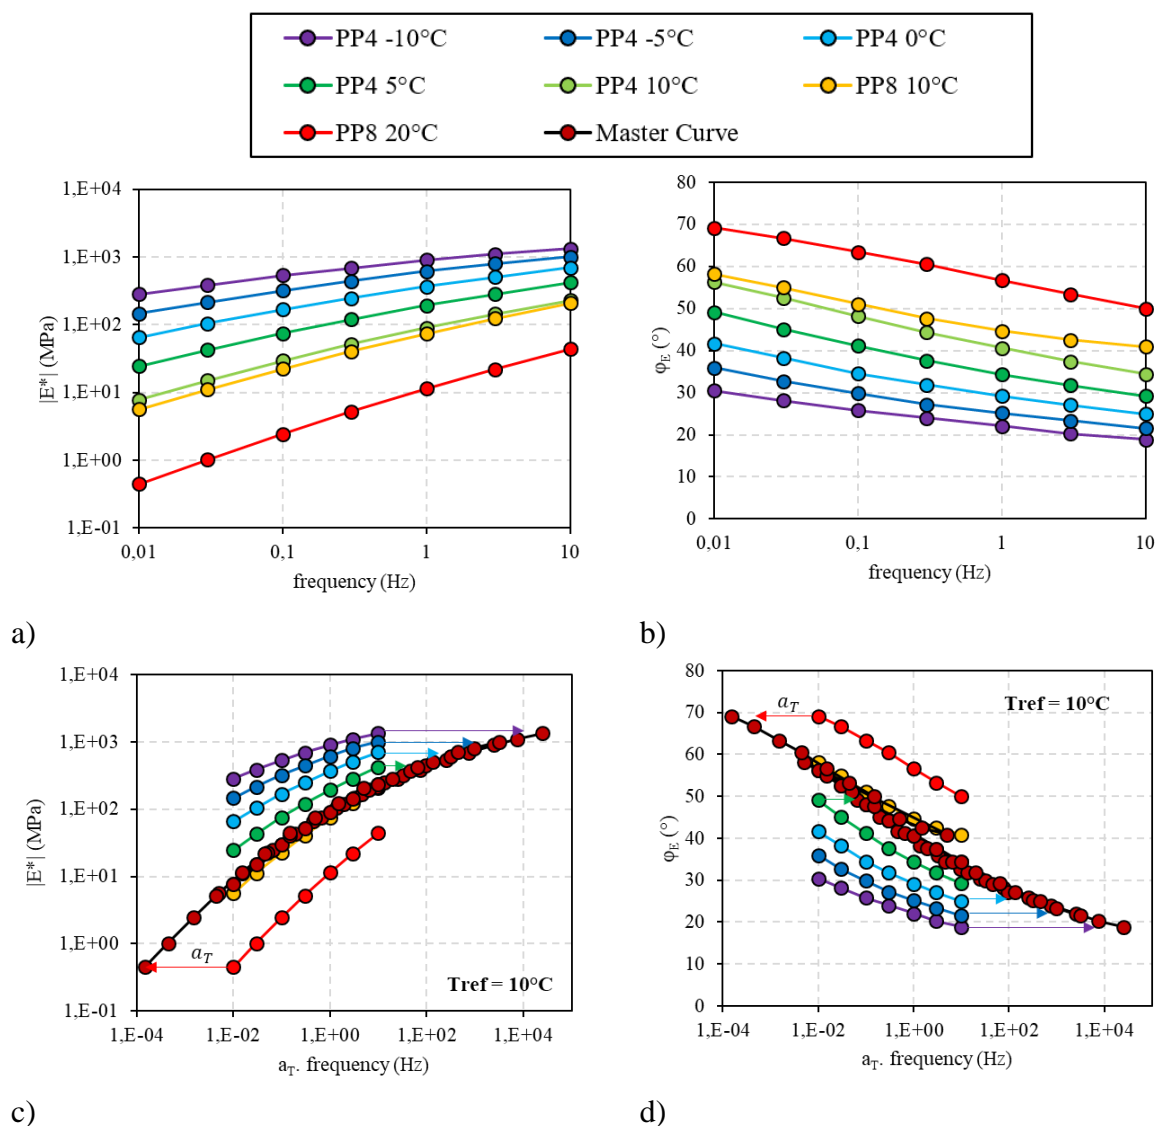 PP4 -10°C PP4 -5°C PP4 0°C
PP4 5°C PP4 10°C PP8 10°C
PP8 20°C Master Curve
1,E+04
1,E+03
1,E+02
1,E+01
1,E+00
1,E-01
|E*| (MPa)
0,01 0,1 1 10
frequency (Hz)
a)
80
70
60
50
40
30
20
10
0
φE (°)
0,01 0,1 1 10
frequency (Hz)
b)
1,E+04
1,E+03
1,E+02
1,E+01
1,E+00
1,E-01
|E*| (MPa)
aT
Tref = 10°C
1,E-04 1,E-02 1,E+00 1,E+02 1,E+04
aT. frequency (Hz)
c)
80
70
60
50
40
30
20
10
0
φE (°)
aT
Tref = 10°C
1,E-04 1,E-02 1,E+00 1,E+02 1,E+04
aT. frequency (Hz)
d)